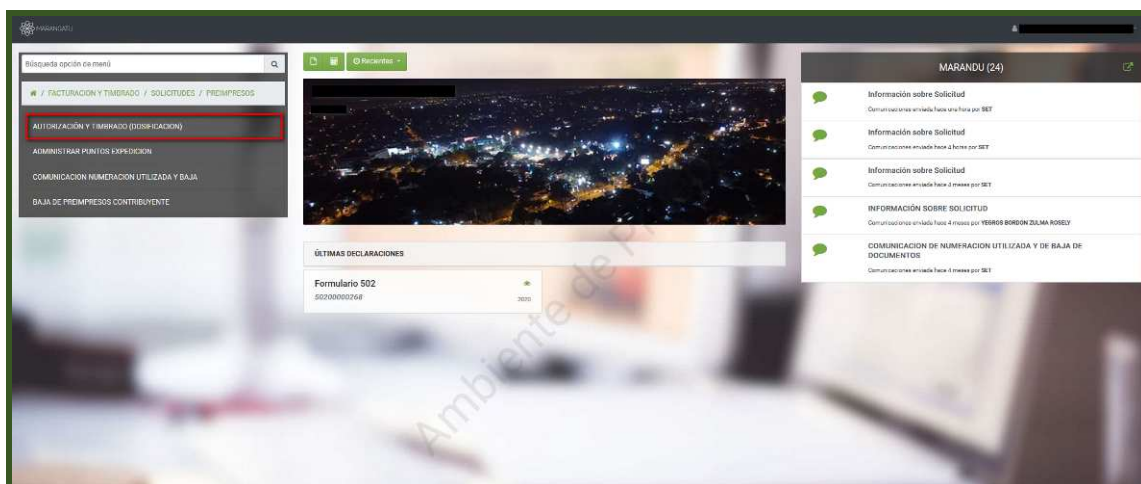 MARANGATU
Búsqueda opción de menú
/ FACTURACION Y TIMBRADO / SOLICITUDES / PREIMPRESOS
AUTORIZACIÓN Y TIMBRADO (DOSIFICACION)
ADMINISTRAR PUNTOS EXPEDICION
COMUNICACION NUMERACION UTILIZADA Y BAJA
BAJA DE PREIMPRESOS CONTRIBUYENTE
Recientes
ÚLTIMAS DECLARACIONES
Formulario 502
50200000268
2020
MARANDU (24)
Información sobre Solicitud
Comunicaciones enviada hace una hora por SET
Información sobre Solicitud
Comunicaciones enviada hace 4 horas por SET
Información sobre Solicitud
Comunicaciones enviada hace 4 meses por SET
INFORMACIÓN SOBRE SOLICITUD
Comunicaciones enviada hace 4 meses por YEGROS BORDON ZULMA ROSELY
COMUNICACION DE NUMERACION UTILIZADA Y DE BAJA DE
DOCUMENTOS
Comunicaciones enviada hace 4 meses por SET
Ambiente de